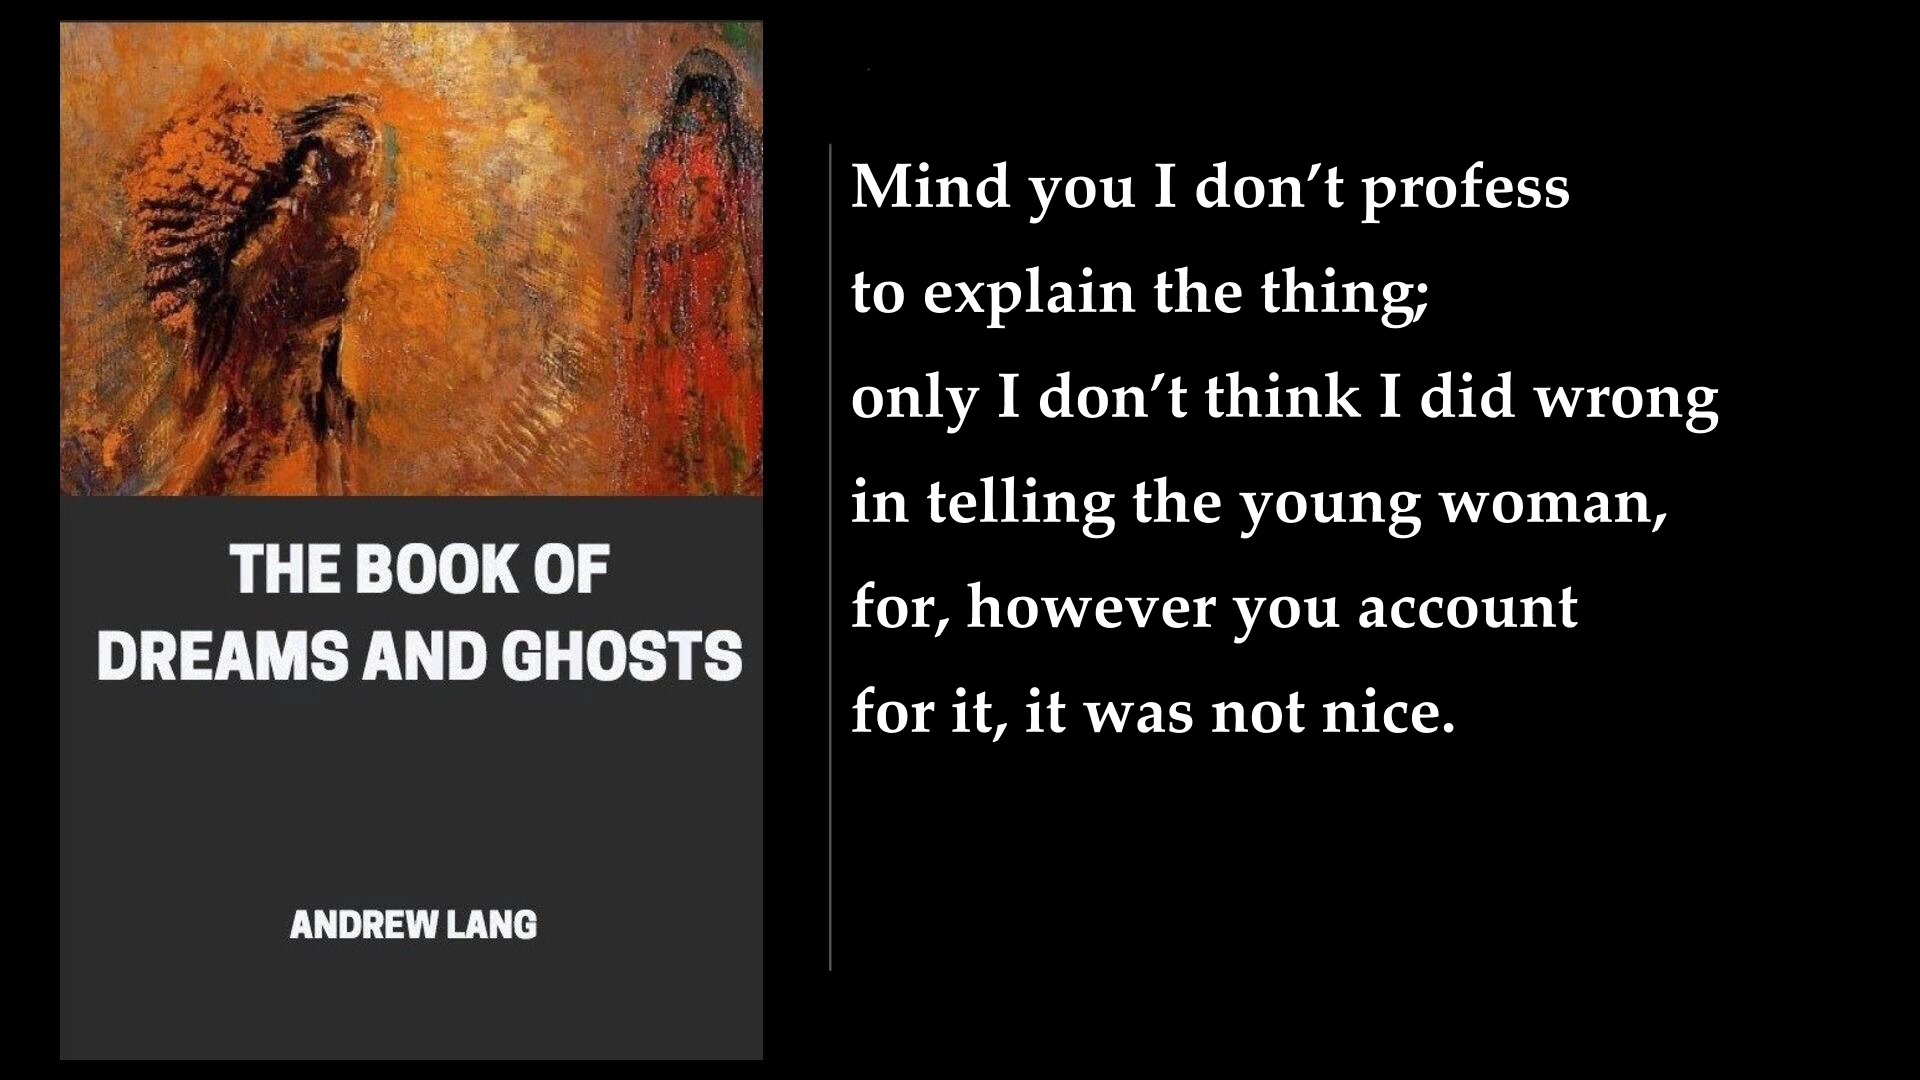 THE BOOK OF
DREAMS AND GHOSTS
ANDREW LANG
Mind you I don’t profess
to explain the thing;
only I don’t think I did wrong
in telling the young woman,
for, however you account
for it, it was not nice.